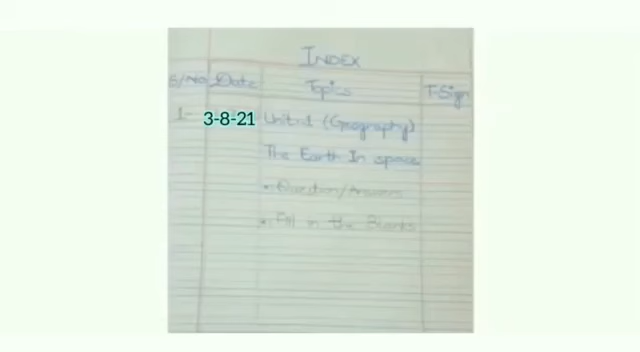 INDEX
S/No Date Topics T.Sign
1- 3-8-21 Unit:1 (Geography)
The Earth In space
• Question/Answers
• Fill in the Blanks